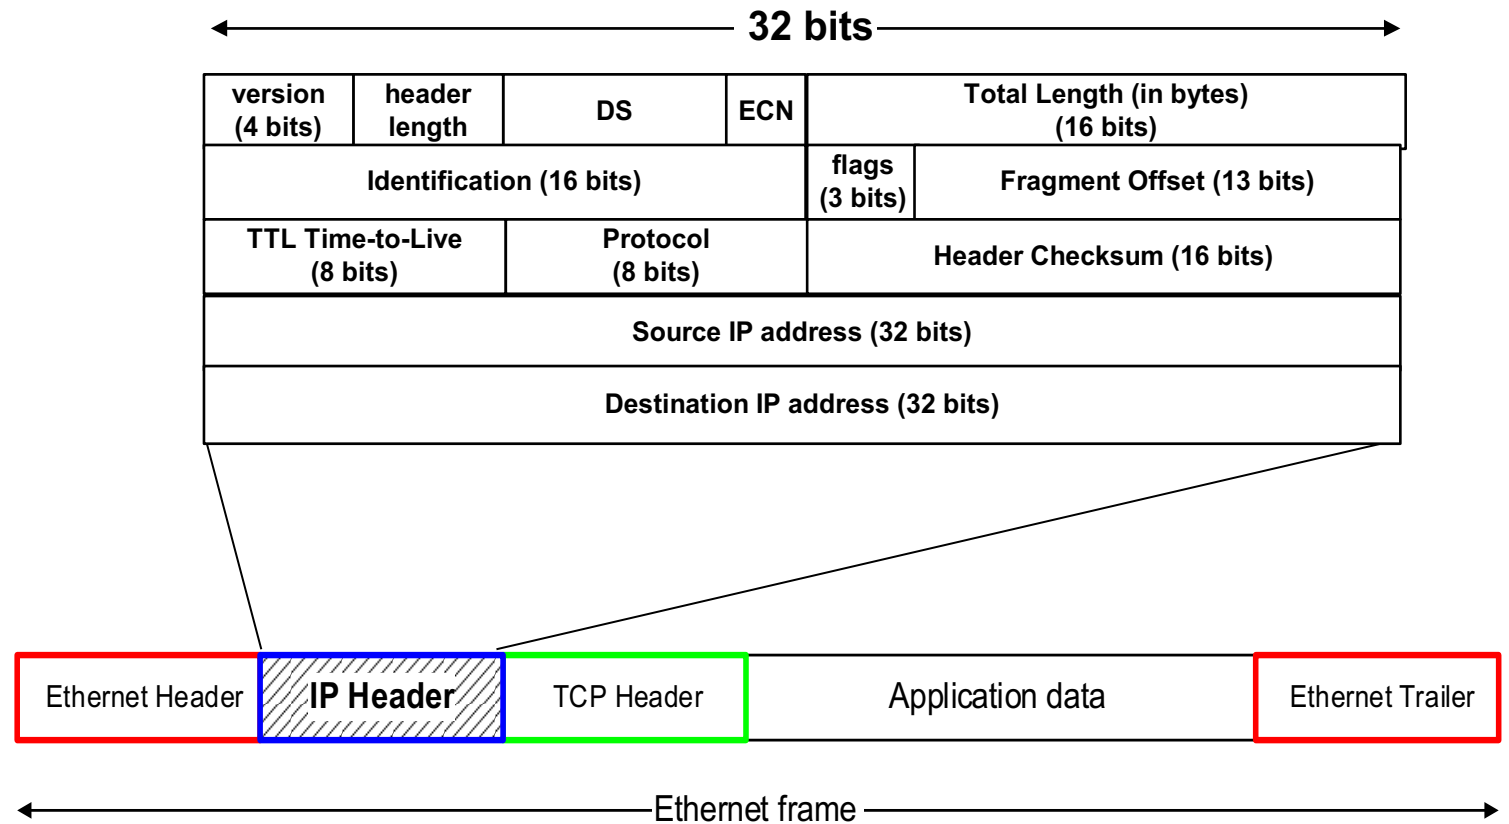 32 bits
version
(4 bits)
header
length
DS
ECN
Total Length (in bytes)
(16 bits)
Identification (16 bits)
flags
(3 bits)
Fragment Offset (13 bits)
TTL Time-to-Live
(8 bits)
Protocol
(8 bits)
Header Checksum (16 bits)
Source IP address (32 bits)
Destination IP address (32 bits)
Ethernet Header
IP Header
TCP Header
Application data
Ethernet Trailer
Ethernet frame